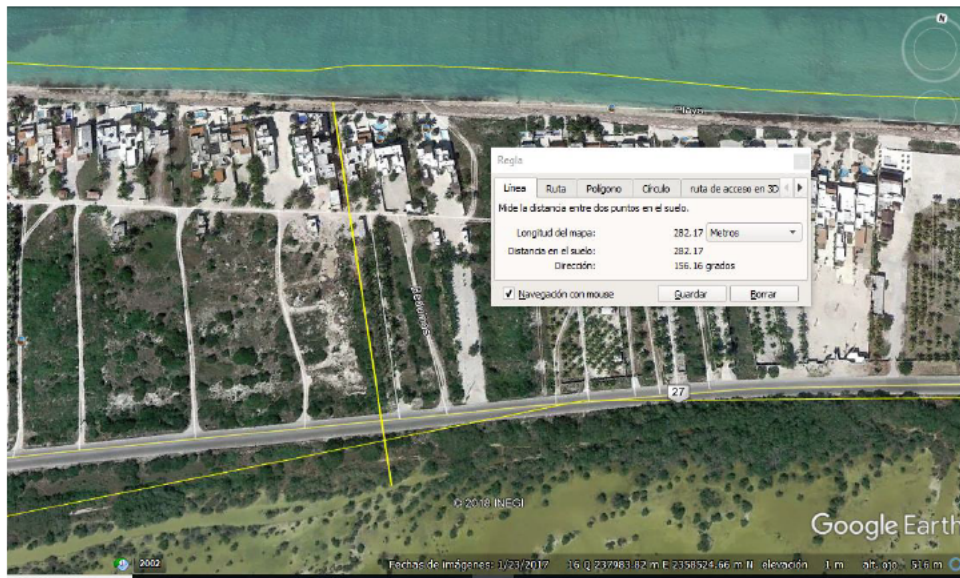 N
Playa
Regla
Línea Ruta Polígono Círculo ruta de acceso en 3D
Mide la distancia entre dos puntos en el suelo.
Longitud del mapa: 282.17 Metros
Distancia en el suelo: 282.17
Dirección: 156.16 grados
Navegación con mouse Guardar Borrar
27
© 2018 INEGI
Google Earth
2002 Fechas de imágenes: 1/23/2017 16 Q 237983.82 m E 2358524.66 m N elevación 1 m alt. ojo 516 m